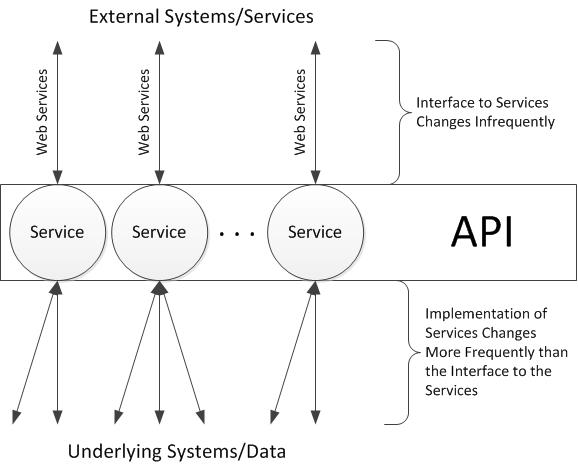 External Systems/Services
Web Services
Web Services
Web Services
Interface to Services
Changes Infrequently
Service
Service
. . .
Service
API
Implementation of
Services Changes
More Frequently than
the Interface to the
Services
Underlying Systems/Data